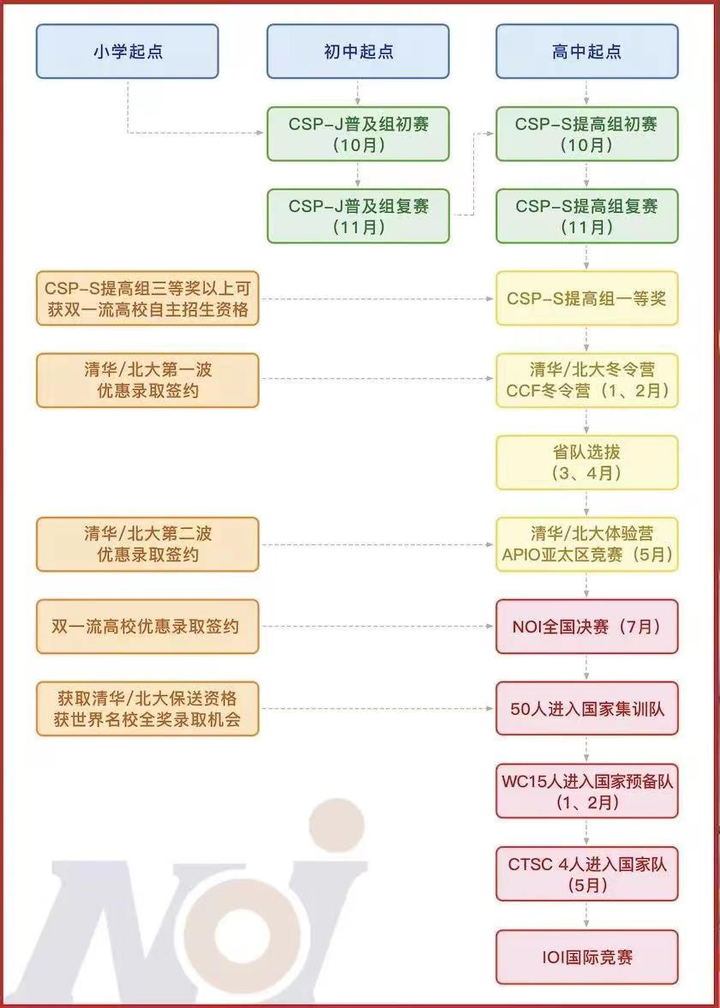 小学起点
初中起点
高中起点
CSP-J普及组初赛
（10月）
CSP-S提高组初赛
（10月）
CSP-J普及组复赛
（11月）
CSP-S提高组复赛
（11月）
CSP-S提高组三等奖以上可
获双一流高校自主招生资格
CSP-S提高组一等奖
清华/北大第一波
优惠录取签约
清华/北大冬令营
CCF冬令营（1、2月）
省队选拔
（3、4月）
清华/北大第二波
优惠录取签约
清华/北大体验营
APIO亚太区竞赛（5月）
双一流高校优惠录取签约
NOI全国决赛（7月）
获取清华/北大保送资格
获世界名校全奖录取机会
50人进入国家集训队
WC15人进入国家预备队
（1、2月）
CTSC 4人进入国家队
（5月）
IOI国际竞赛
NOi